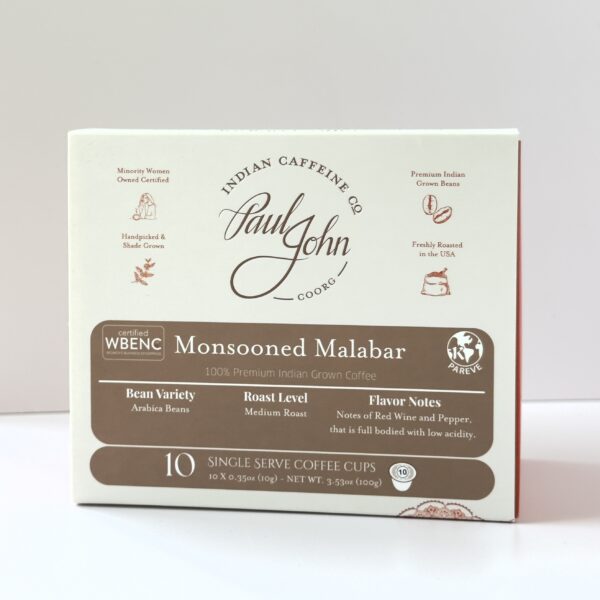 INDIAN CAFFEINE CO
Paul John
COORG
Minority Women
Owned Certified
Handpicked &
Shade Grown
Premium Indian
Grown Beans
Freshly Roasted
in the USA
certified
WBENC
WOMEN'S BUSINESS ENTERPRISE
Monsooned Malabar
100% Premium Indian Grown Coffee
K
PAREVE
Bean Variety
Arabica Beans
Roast Level
Medium Roast
Flavor Notes
Notes of Red Wine and Pepper,
that is full bodied with low acidity.
10 SINGLE SERVE COFFEE CUPS
10 X 0.35oz (10g) - NET WT. 3.53oz (100g)
10